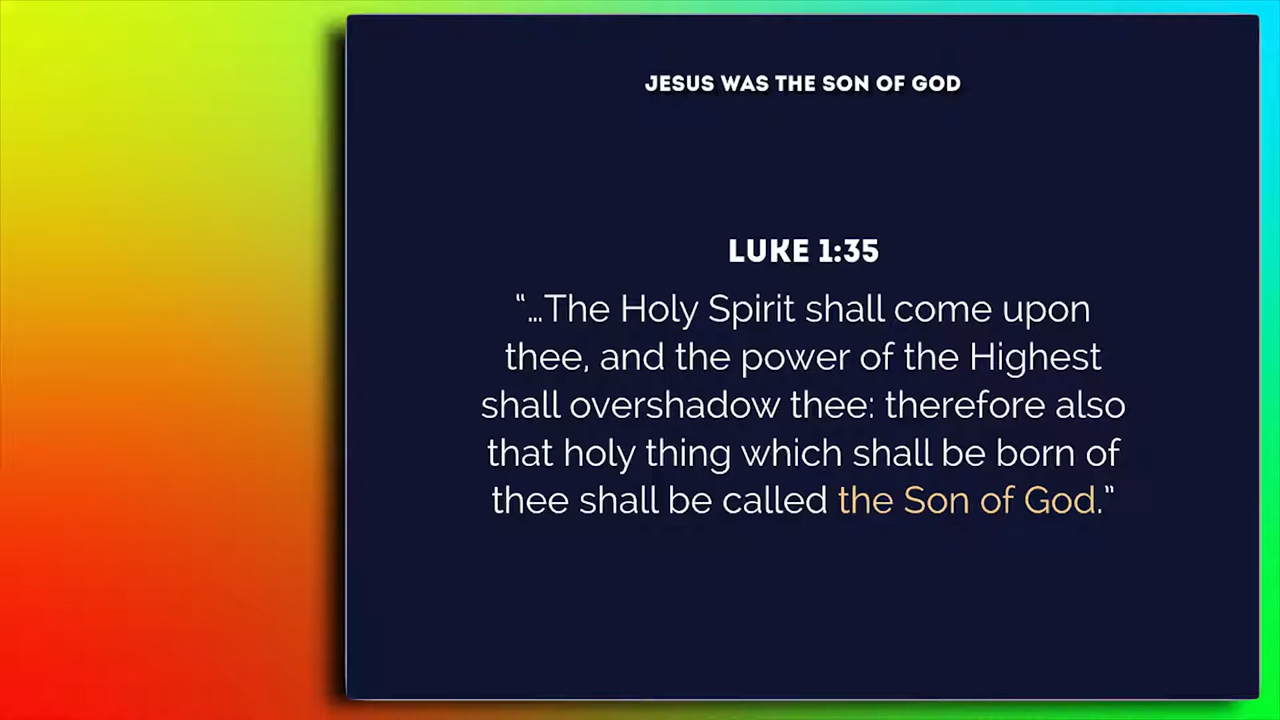 JESUS WAS THE SON OF GOD
LUKE 1:35
“...The Holy Spirit shall come upon
thee, and the power of the Highest
shall overshadow thee: therefore also
that holy thing which shall be born of
thee shall be called the Son of God.”